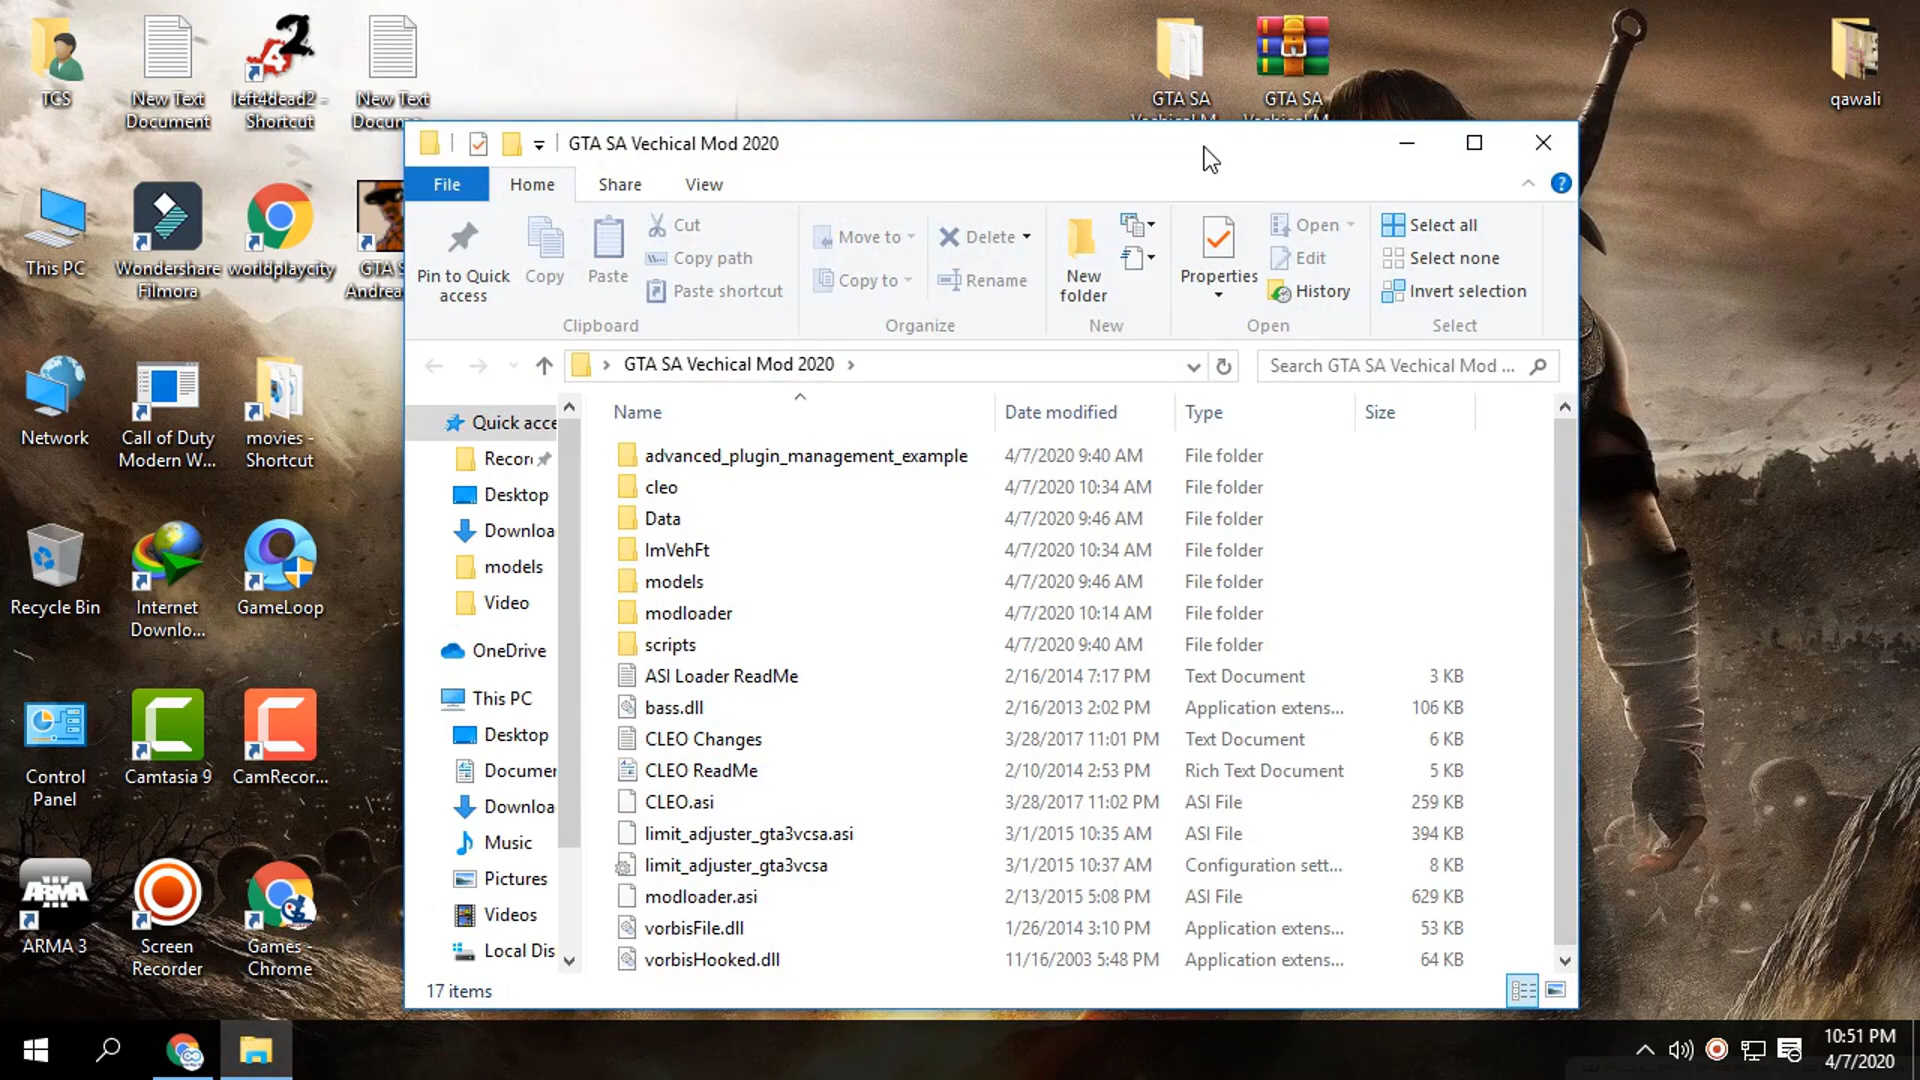 TCS
New Text
Document
left4dead2 -
Shortcut
New Text
Docum...
GTA SA
GTA SA
qawali
This PC
Wondershare
Filmora
worldplaycity
GTA S
Andrea
Network
Call of Duty
Modern W...
movies -
Shortcut
Recycle Bin
Internet
Downlo...
GameLoop
Control
Panel
Camtasia 9
CamRecor...
ARMA
ARMA 3
Screen
Recorder
Games -
Chrome
GTA SA Vechical Mod 2020
File
Home
Share
View
Pin to Quick
access
Copy
Paste
Cut
Copy path
Paste shortcut
Clipboard
Move to
Copy to
Delete
Rename
Organize
New
folder
New
Properties
Open
Edit
History
Open
Select all
Select none
Invert selection
Select
GTA SA Vechical Mod 2020
Search GTA SA Vechical Mod ...
Quick acce
Recor
Desktop
Downloa
models
Video
OneDrive
This PC
Desktop
Documer
Downloa
Music
Pictures
Videos
Local Dis
Name Date modified Type Size
advanced_plugin_management_example 4/7/2020 9:40 AM File folder
cleo 4/7/2020 10:34 AM File folder
Data 4/7/2020 9:46 AM File folder
ImVehFt 4/7/2020 10:34 AM File folder
models 4/7/2020 9:46 AM File folder
modloader 4/7/2020 10:14 AM File folder
scripts 4/7/2020 9:40 AM File folder
ASI Loader ReadMe 2/16/2014 7:17 PM Text Document 3 KB
bass.dll 2/16/2013 2:02 PM Application extens... 106 KB
CLEO Changes 3/28/2017 11:01 PM Text Document 6 KB
CLEO ReadMe 2/10/2014 2:53 PM Rich Text Document 5 KB
CLEO.asi 3/28/2017 11:02 PM ASI File 259 KB
limit_adjuster_gta3vcsa.asi 3/1/2015 10:35 AM ASI File 394 KB
limit_adjuster_gta3vcsa 3/1/2015 10:37 AM Configuration sett... 8 KB
modloader.asi 2/13/2015 5:08 PM ASI File 629 KB
vorbisFile.dll 1/26/2014 3:10 PM Application extens... 53 KB
vorbisHooked.dll 11/16/2003 5:48 PM Application extens... 64 KB
17 items
10:51 PM
4/7/2020